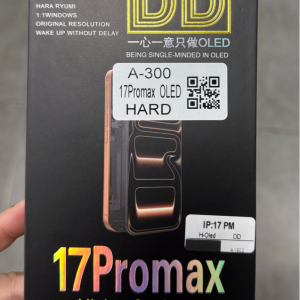 HARA RYUMI
1:1WINDOWS
ORIGINAL RESOLUTION
WAKE UP WITHOUT DELAY
DD
一心一意只做OLED
BEING SINGLE-MINDED IN OLED
A-300
17Promax OLED
HARD
17Promax
IP:17 PM
H-Oled DD